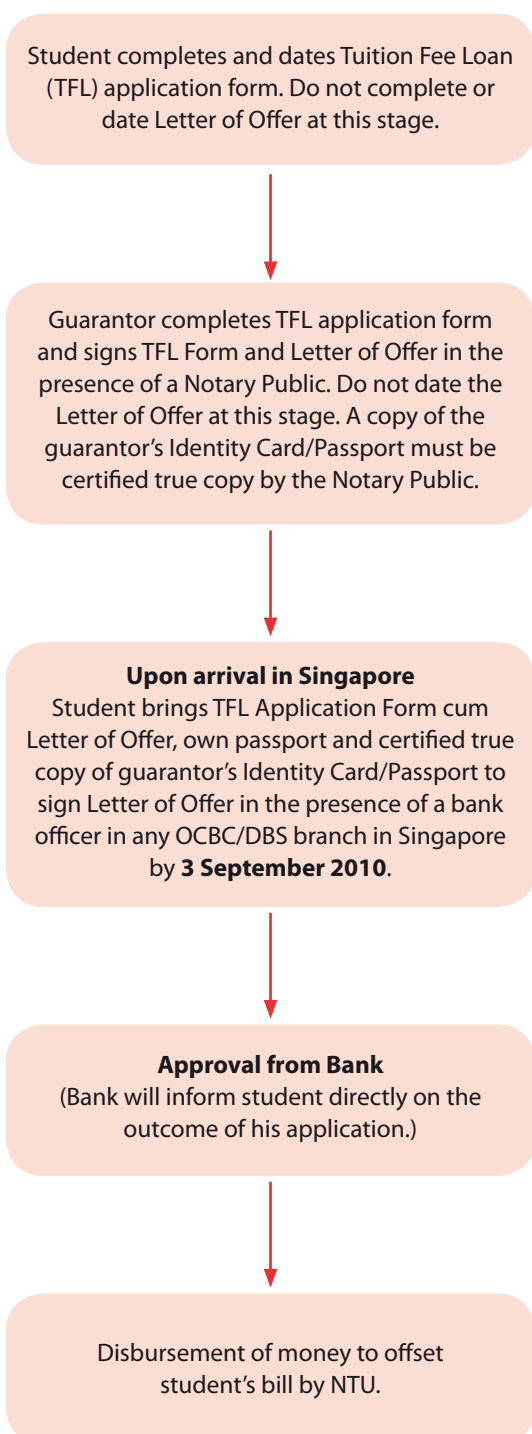 Student completes and dates Tuition Fee Loan
(TFL) application form. Do not complete or
date Letter of Offer at this stage.
Guarantor completes TFL application form
and signs TFL Form and Letter of Offer in the
presence of a Notary Public. Do not date the
Letter of Offer at this stage. A copy of the
guarantor’s Identity Card/Passport must be
certified true copy by the Notary Public.
Upon arrival in Singapore
Student brings TFL Application Form cum
Letter of Offer, own passport and certified true
copy of guarantor’s Identity Card/Passport to
sign Letter of Offer in the presence of a bank
officer in any OCBC/DBS branch in Singapore
by 3 September 2010.
Approval from Bank
(Bank will inform student directly on the
outcome of his application.)
Disbursement of money to offset
student’s bill by NTU.